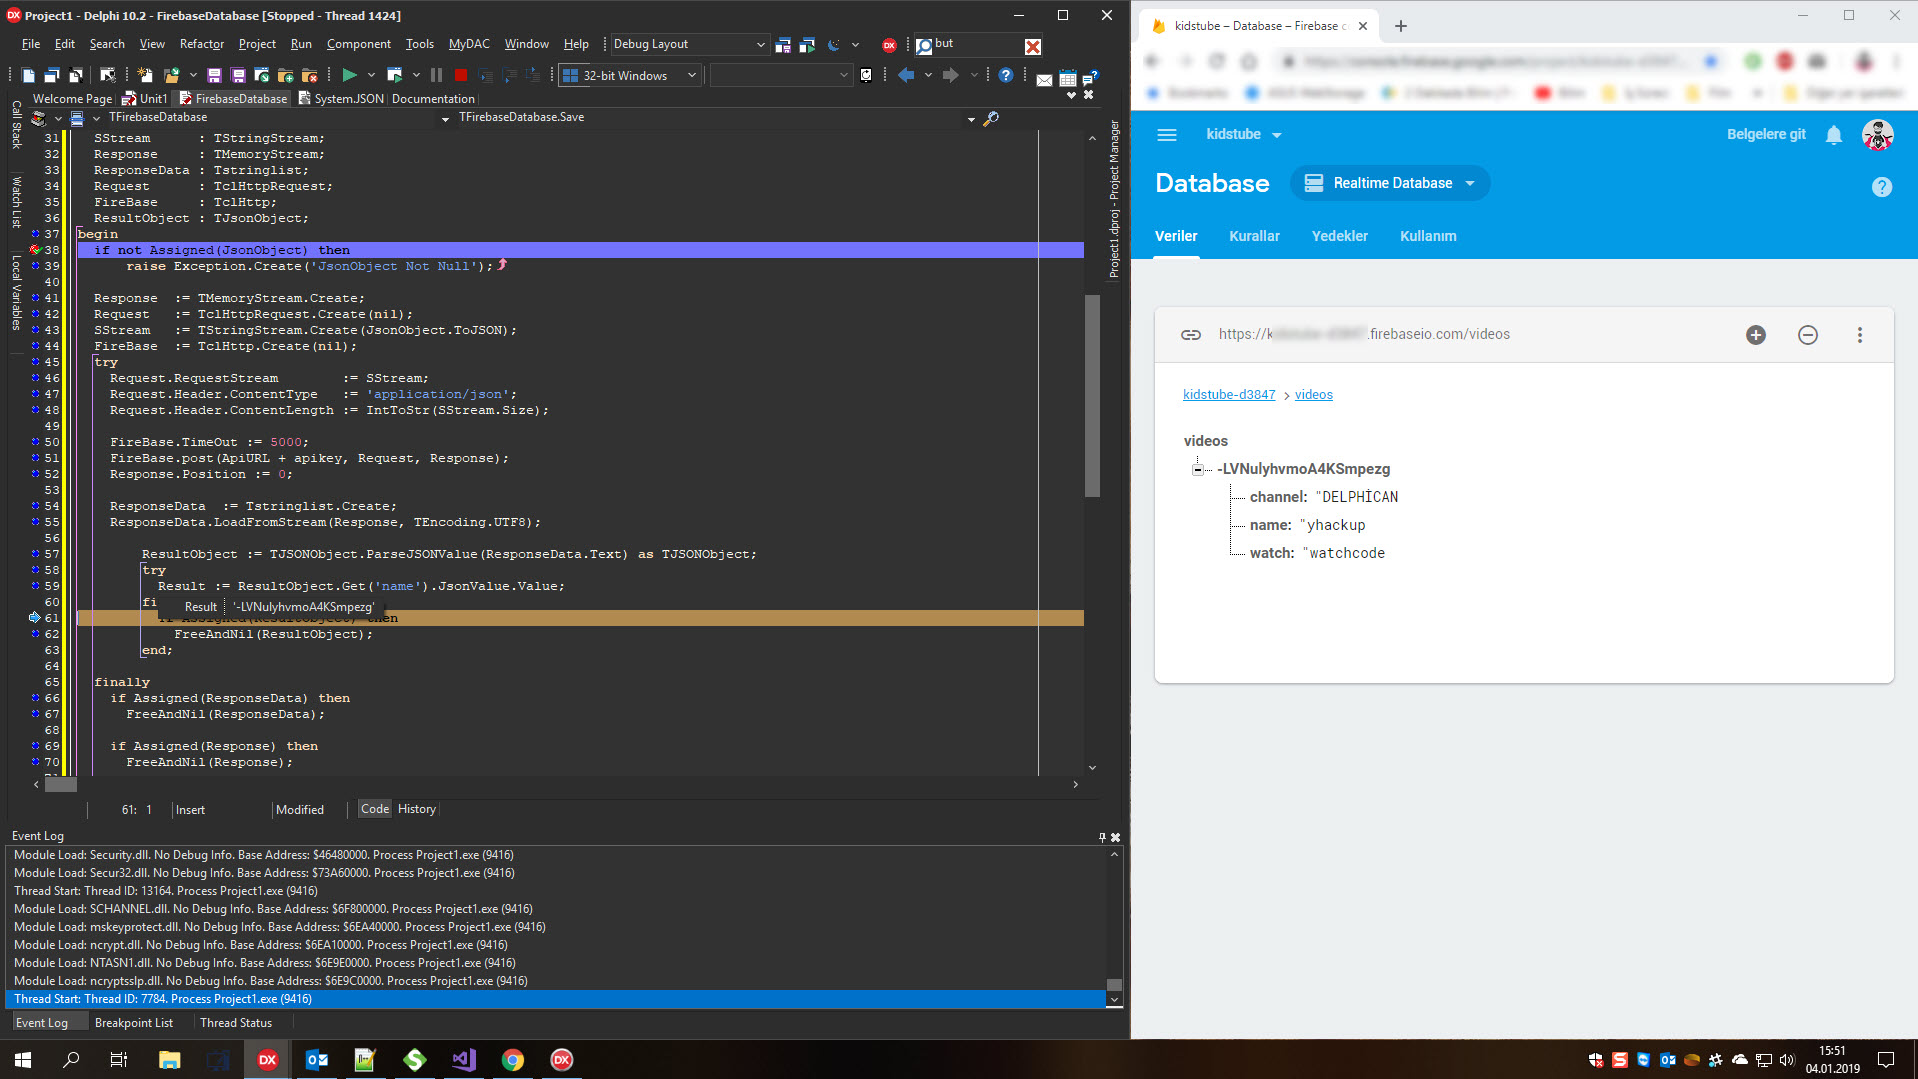 Project1 - Delphi 10.2 - FirebaseDatabase [Stopped - Thread 1424]
File Edit Search View Refactor Project Run Component Tools MyDAC Window Help Debug Layout but
32-bit Windows
Welcome Page Unit1 FirebaseDatabase System.JSON Documentation
TFirebaseDatabase TFirebaseDatabase.Save
Call Stack
Watch List
Local Variables
Project1.dproj - Project Manager
31 SStream : TStringStream;
32 Response : TMemoryStream;
33 ResponseData : Tstringlist;
34 Request : TclHttpRequest;
35 FireBase : TclHttp;
36 ResultObject : TJsonObject;
37 begin
38 if not Assigned(JsonObject) then
39 raise Exception.Create('JsonObject Not Null');
40
41 Response := TMemoryStream.Create;
42 Request := TclHttpRequest.Create(nil);
43 SStream := TStringStream.Create(JsonObject.ToJSON);
44 FireBase := TclHttp.Create(nil);
45 try
46 Request.RequestStream := SStream;
47 Request.Header.ContentType := 'application/json';
48 Request.Header.ContentLength := IntToStr(SStream.Size);
49
50 FireBase.TimeOut := 5000;
51 FireBase.post(ApiURL + apikey, Request, Response);
52 Response.Position := 0;
53
54 ResponseData := Tstringlist.Create;
55 ResponseData.LoadFromStream(Response, TEncoding.UTF8);
56
57 ResultObject := TJSONObject.ParseJSONValue(ResponseData.Text) as TJSONObject;
58 try
59 Result := ResultObject.Get('name').JsonValue.Value;
60 fi
Result '-LVNulyhvmoA4KSmpezg'
61 if Assigned(ResultObject) then
62 FreeAndNil(ResultObject);
63 end;
64
65 finally
66 if Assigned(ResponseData) then
67 FreeAndNil(ResponseData);
68
69 if Assigned(Response) then
70 FreeAndNil(Response);
61: 1 Insert Modified Code History
Event Log
Module Load: Security.dll. No Debug Info. Base Address: $46480000. Process Project1.exe (9416)
Module Load: Secur32.dll. No Debug Info. Base Address: $73A60000. Process Project1.exe (9416)
Thread Start: Thread ID: 13164. Process Project1.exe (9416)
Module Load: SCHANNEL.dll. No Debug Info. Base Address: $6F800000. Process Project1.exe (9416)
Module Load: mskeyprotect.dll. No Debug Info. Base Address: $6EA40000. Process Project1.exe (9416)
Module Load: ncrypt.dll. No Debug Info. Base Address: $6EA10000. Process Project1.exe (9416)
Module Load: NTASN1.dll. No Debug Info. Base Address: $6E9E0000. Process Project1.exe (9416)
Module Load: ncryptsslp.dll. No Debug Info. Base Address: $6E9C0000. Process Project1.exe (9416)
Thread Start: Thread ID: 7784. Process Project1.exe (9416)
Event Log Breakpoint List Thread Status
kidstube – Database – Firebase c
kidstube Belgelere git
Database Realtime Database
Veriler Kurallar Yedekler Kullanım
https://k .firebaseio.com/videos
kidstube-d3847 > videos
videos
-LVNulyhvmoA4KSmpezg
channel: "DELPHİCAN
name: "yhackup
watch: "watchcode
15:51
04.01.2019